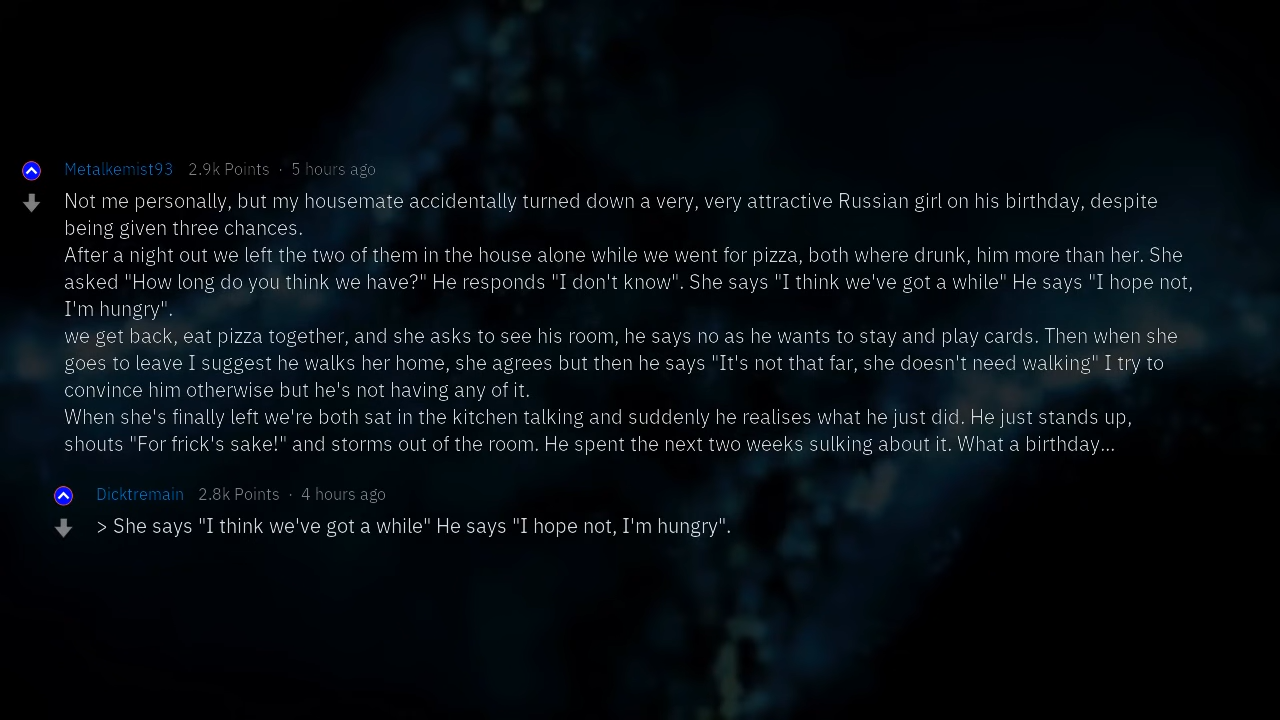 Metalkemist93 2.9k Points · 5 hours ago
Not me personally, but my housemate accidentally turned down a very, very attractive Russian girl on his birthday, despite
being given three chances.
After a night out we left the two of them in the house alone while we went for pizza, both where drunk, him more than her. She
asked "How long do you think we have?" He responds "I don't know". She says "I think we've got a while" He says "I hope not,
I'm hungry".
we get back, eat pizza together, and she asks to see his room, he says no as he wants to stay and play cards. Then when she
goes to leave I suggest he walks her home, she agrees but then he says "It's not that far, she doesn't need walking" I try to
convince him otherwise but he's not having any of it.
When she's finally left we're both sat in the kitchen talking and suddenly he realises what he just did. He just stands up,
shouts "For frick's sake!" and storms out of the room. He spent the next two weeks sulking about it. What a birthday...
Dicktremain 2.8k Points · 4 hours ago
> She says "I think we've got a while" He says "I hope not, I'm hungry".